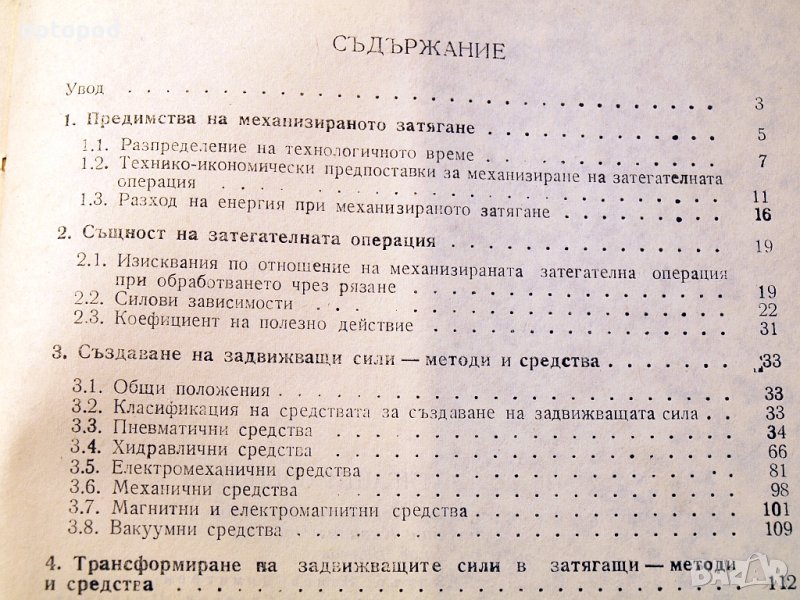 СЪДЪРЖАНИЕ
Увод . . . . . . . . . . . . . . . . . . . . . . . . 3
1. Предимства на механизираното затягане . . . . . . . . . . 5
1.1. Разпределение на технологичното време . . . . . . . . . 7
1.2. Технико-икономически предпоставки за механизиране на затегателната
операция . . . . . . . . . . . . . . . . . . . . 11
1.3. Разход на енергия при механизираното затягане . . . . . . 16
2. Същност на затегателната операция . . . . . . . . . . . . 19
2.1. Изисквания по отношение на механизираната затегателна операция
при обработването чрез рязане . . . . . . . . . . . . 19
2.2. Силови зависимости . . . . . . . . . . . . . . . . 22
2.3. Коефициент на полезно действие . . . . . . . . . . . 31
3. Създаване на задвижващи сили — методи и средства . . . . . 33
3.1. Общи положения . . . . . . . . . . . . . . . . . 33
3.2. Класификация на средствата за създаване на задвижващата сила . . 33
3.3. Пневматични средства . . . . . . . . . . . . . . . 34
3.4. Хидравлични средства . . . . . . . . . . . . . . . 66
3.5. Електромеханични средства . . . . . . . . . . . . . 81
3.6. Механични средства . . . . . . . . . . . . . . . . 98
3.7. Магнитни и електромагнитни средства . . . . . . . . . 101
3.8. Вакуумни средства . . . . . . . . . . . . . . . . 109
4. Трансформиране на задвижващите сили в затягащи — методи
и средства . . . . . . . . . . . . . . . . . . . . 112